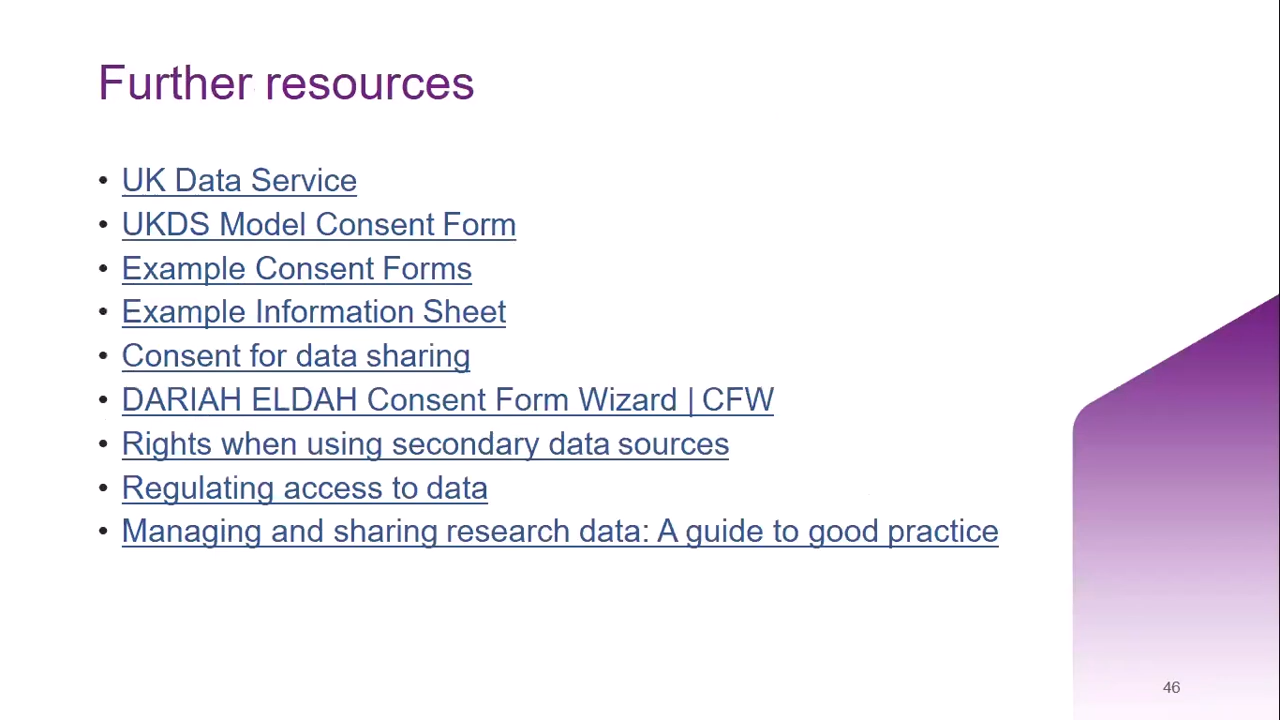 Further resources
• UK Data Service
• UKDS Model Consent Form
• Example Consent Forms
• Example Information Sheet
• Consent for data sharing
• DARIAH ELDAH Consent Form Wizard | CFW
• Rights when using secondary data sources
• Regulating access to data
• Managing and sharing research data: A guide to good practice
46